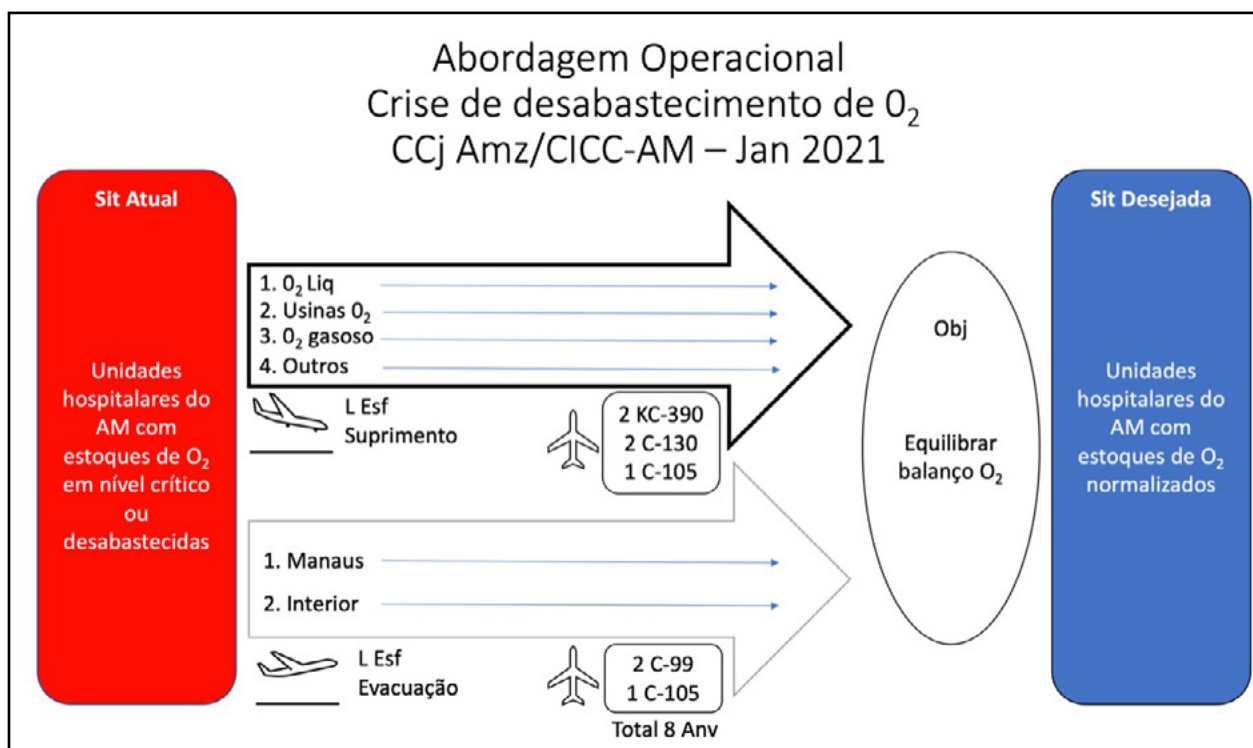 Abordagem Operacional
Crise de desabastecimento de 0₂
CCj Amz/CICC-AM – Jan 2021
Sit Atual
Unidades
hospitalares do
AM com
estoques de O₂
em nível crítico
ou
desabastecidas
1. 0₂ Liq
2. Usinas 0₂
3. 0₂ gasoso
4. Outros
L Esf
Suprimento
2 KC-390
2 C-130
1 C-105
1. Manaus
2. Interior
L Esf
Evacuação
2 C-99
1 C-105
Total 8 Anv
Obj
Equilibrar
balanço O₂
Sit Desejada
Unidades
hospitalares do
AM com
estoques de O₂
normalizados